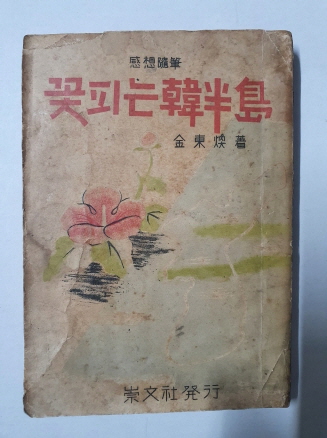 感想隨筆
꽃피는韓半島
金東煥著
崇文社発行